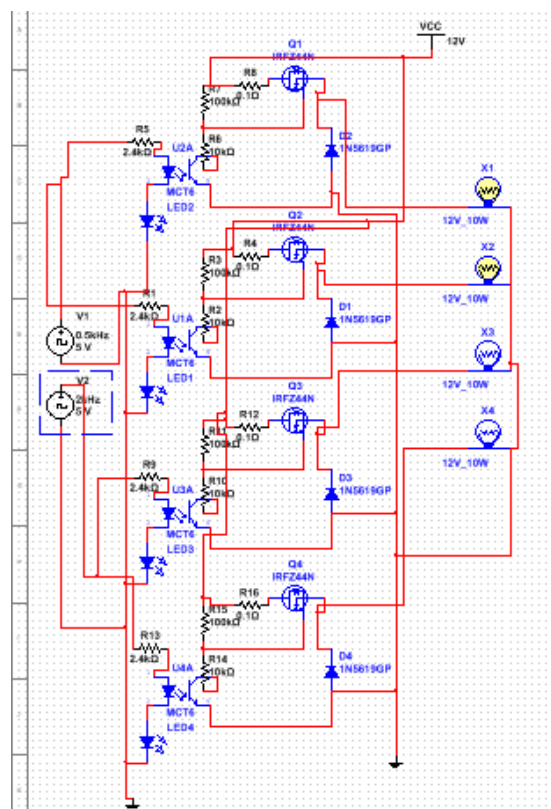 VCC
12V
Q1
IRFZ44N
R8
0.1Ω
R7
100kΩ
R5
2.4kΩ
U2A
R6
10kΩ
D2
1N5619GP
MCT6
LED2
X1
12V_10W
Q2
IRFZ44N
R4
0.1Ω
R3
100kΩ
X2
12V_10W
R1
2.4kΩ
U1A
R2
10kΩ
D1
1N5619GP
V1
0.5kHz
5 V
MCT6
LED1
X3
12V_10W
V2
5 V
Q3
IRFZ44N
R12
0.1Ω
R11
100kΩ
X4
12V_10W
R9
2.4kΩ
U3A
R10
10kΩ
D3
1N5619GP
MCT6
LED3
Q4
IRFZ44N
R16
0.1Ω
R15
100kΩ
R13
2.4kΩ
U4A
R14
10kΩ
D4
1N5619GP
MCT6
LED4